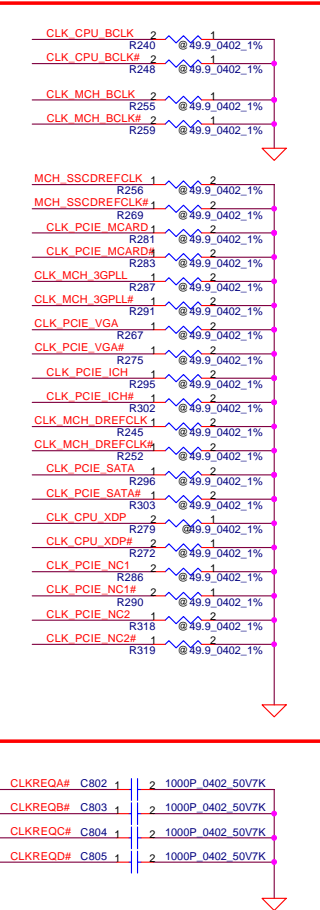 CLK_CPU_BCLK 2 1
R240 @49.9_0402_1%
CLK_CPU_BCLK# 2 1
R248 @49.9_0402_1%
CLK_MCH_BCLK 2 1
R255 @49.9_0402_1%
CLK_MCH_BCLK# 2 1
R259 @49.9_0402_1%
MCH_SSCDREFCLK 1 2
R256 @49.9_0402_1%
MCH_SSCDREFCLK# 1 2
R269 @49.9_0402_1%
CLK_PCIE_MCARD 1 2
R281 @49.9_0402_1%
CLK_PCIE_MCARD# 1 2
R283 @49.9_0402_1%
CLK_MCH_3GPLL 1 2
R287 @49.9_0402_1%
CLK_MCH_3GPLL# 1 2
R291 @49.9_0402_1%
CLK_PCIE_VGA 1 2
R267 @49.9_0402_1%
CLK_PCIE_VGA# 1 2
R275 @49.9_0402_1%
CLK_PCIE_ICH 1 2
R295 @49.9_0402_1%
CLK_PCIE_ICH# 1 2
R302 @49.9_0402_1%
CLK_MCH_DREFCLK 1 2
R245 @49.9_0402_1%
CLK_MCH_DREFCLK# 1 2
R252 @49.9_0402_1%
CLK_PCIE_SATA 1 2
R296 @49.9_0402_1%
CLK_PCIE_SATA# 1 2
R303 @49.9_0402_1%
CLK_CPU_XDP 2 1
R279 @49.9_0402_1%
CLK_CPU_XDP# 2 1
R272 @49.9_0402_1%
CLK_PCIE_NC1 2 1
R286 @49.9_0402_1%
CLK_PCIE_NC1# 2 1
R290 @49.9_0402_1%
CLK_PCIE_NC2 1 2
R318 @49.9_0402_1%
CLK_PCIE_NC2# 1 2
R319 @49.9_0402_1%
CLKREQA# C802 1 2 1000P_0402_50V7K
CLKREQB# C803 1 2 1000P_0402_50V7K
CLKREQC# C804 1 2 1000P_0402_50V7K
CLKREQD# C805 1 2 1000P_0402_50V7K